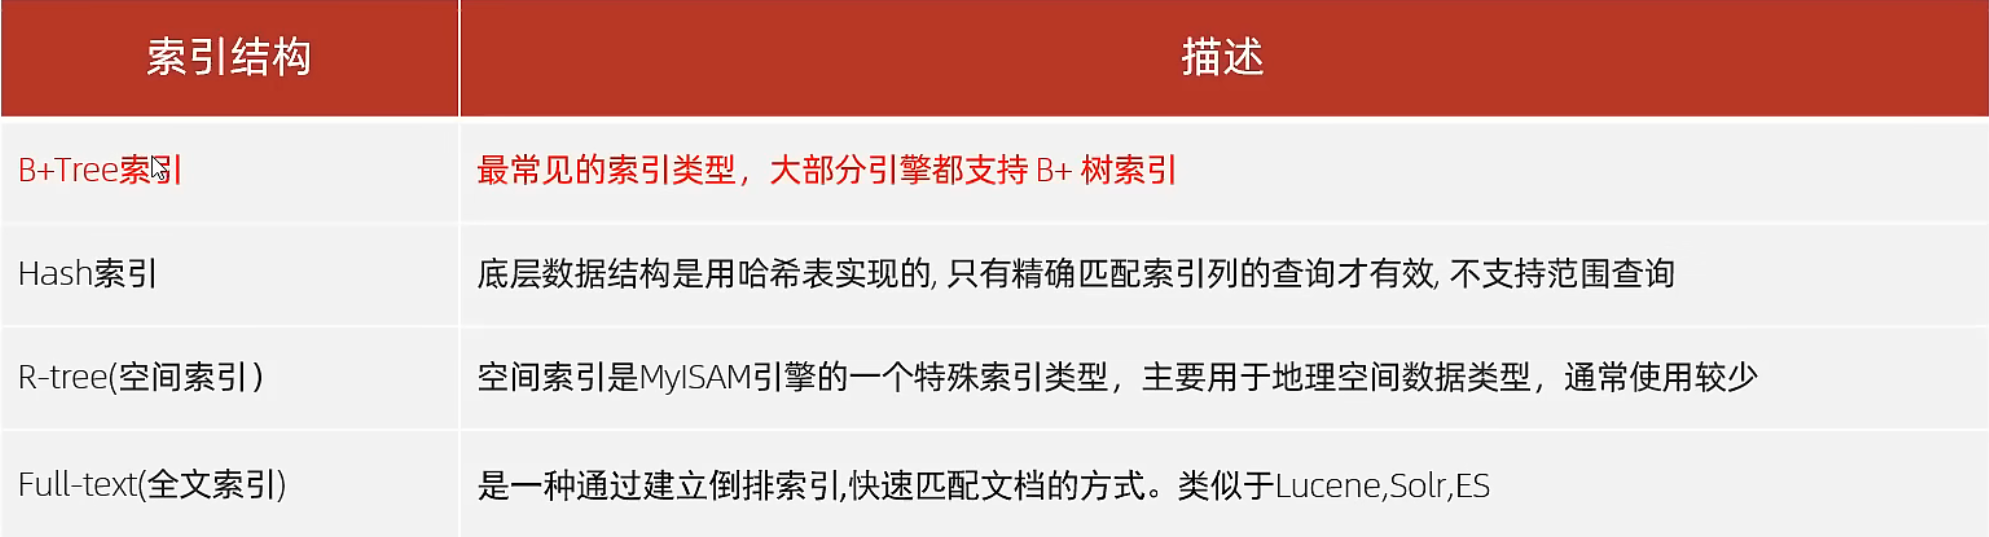 索引结构 描述
B+Tree索引 最常见的索引类型，大部分引擎都支持 B+ 树索引
Hash索引 底层数据结构是用哈希表实现的, 只有精确匹配索引列的查询才有效, 不支持范围查询
R-tree(空间索引） 空间索引是MyISAM引擎的一个特殊索引类型，主要用于地理空间数据类型，通常使用较少
Full-text(全文索引) 是一种通过建立倒排索引,快速匹配文档的方式。类似于Lucene,Solr,ES